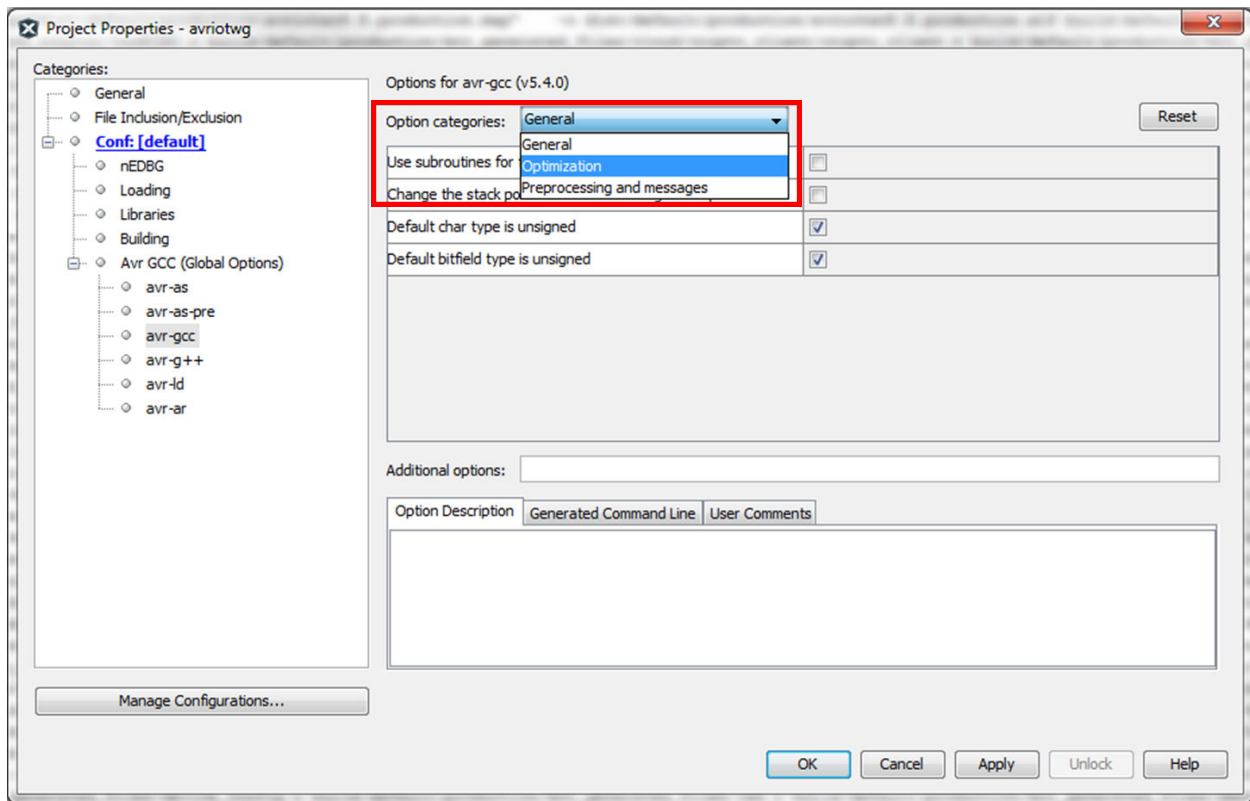 Project Properties - avriotwg
Categories:
General
File Inclusion/Exclusion
Conf: [default]
nEDBG
Loading
Libraries
Building
Avr GCC (Global Options)
avr-as
avr-as-pre
avr-gcc
avr-g++
avr-ld
avr-ar
Manage Configurations...
Options for avr-gcc (v5.4.0)
Option categories: General
Reset
General
Optimization
Preprocessing and messages
Use subroutines for
Change the stack
Default char type is unsigned
Default bitfield type is unsigned
Additional options:
Option Description Generated Command Line User Comments
OK Cancel Apply Unlock Help